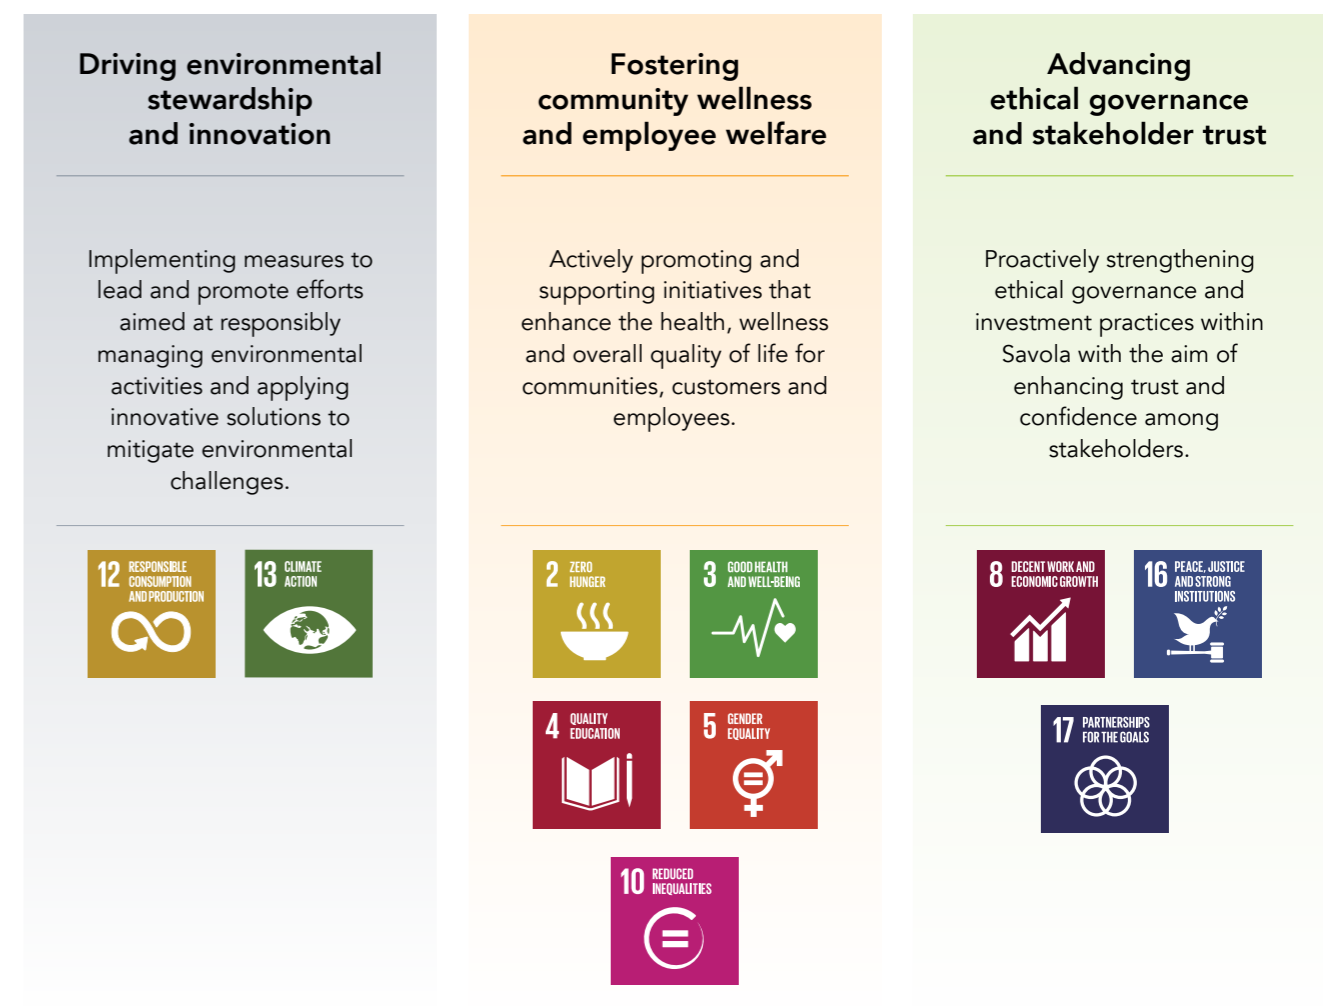 Driving environmental
stewardship
and innovation
Implementing measures to
lead and promote efforts
aimed at responsibly
managing environmental
activities and applying
innovative solutions to
mitigate environmental
challenges.
12 RESPONSIBLE
CONSUMPTION
AND PRODUCTION
13 CLIMATE
ACTION
Fostering
community wellness
and employee welfare
Actively promoting and
supporting initiatives that
enhance the health, wellness
and overall quality of life for
communities, customers and
employees.
2 ZERO
HUNGER
3 GOOD HEALTH
AND WELL-BEING
4 QUALITY
EDUCATION
5 GENDER
EQUALITY
10 REDUCED
INEQUALITIES
Advancing
ethical governance
and stakeholder trust
Proactively strengthening
ethical governance and
investment practices within
Savola with the aim of
enhancing trust and
confidence among
stakeholders.
8 DECENT WORK AND
ECONOMIC GROWTH
16 PEACE, JUSTICE
AND STRONG
INSTITUTIONS
17 PARTNERSHIPS
FOR THE GOALS